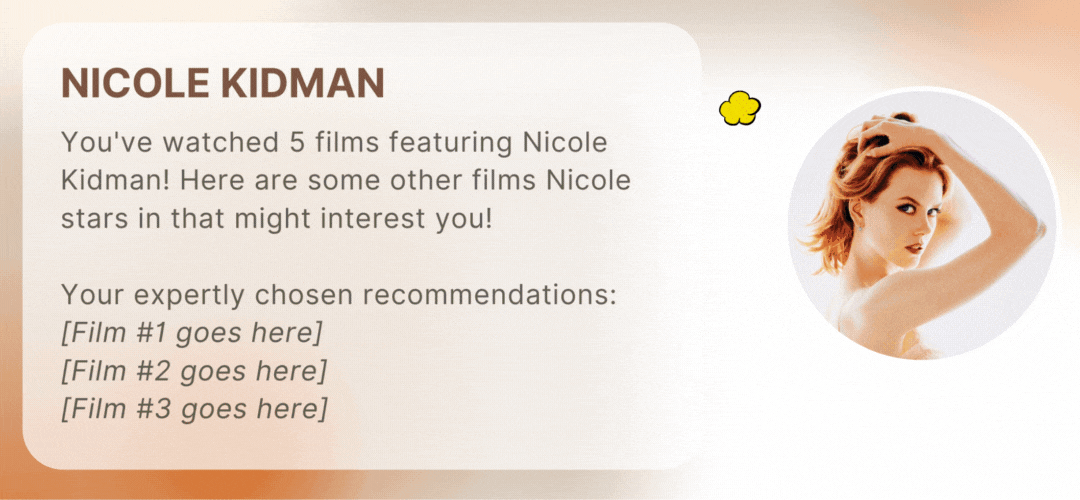 NICOLE KIDMAN
You've watched 5 films featuring Nicole
Kidman! Here are some other films Nicole
stars in that might interest you!
Your expertly chosen recommendations:
[Film #1 goes here]
[Film #2 goes here]
[Film #3 goes here]